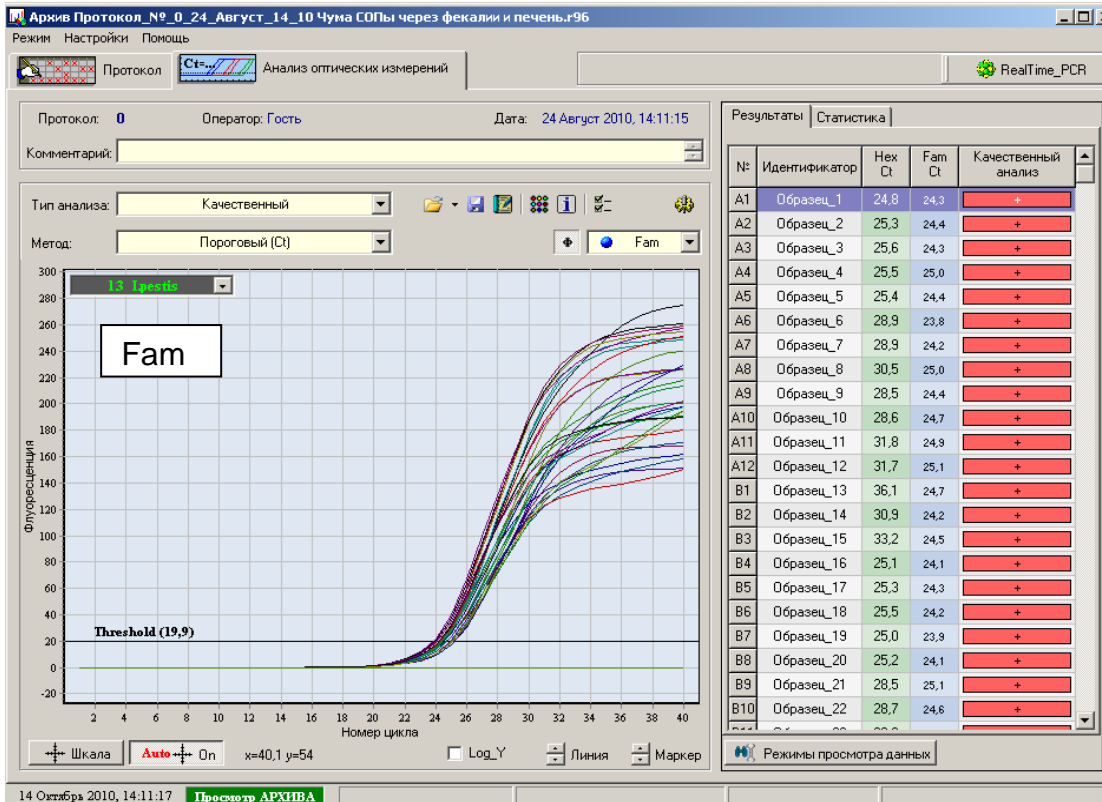 Архив Протокол_№_0_24_Август_14_10 Чума СОПы через фекалии и печень.r96
Режим Настройки Помощь
Протокол
Ct=...
Анализ оптических измерений
RealTime_PCR
Протокол: 0 Оператор: Гость Дата: 24 Август 2010, 14:11:15
Комментарий:
Тип анализа: Качественный
Метод: Пороговый (Ct)
Ф
Fam
13 I.pestis
Fam
Флуоресценция
300
280
260
240
220
200
180
160
140
120
100
80
60
40
20
0
-20
Threshold (19,9)
2 4 6 8 10 12 14 16 18 20 22 24 26 28 30 32 34 36 38 40
Номер цикла
Шкала
Auto On
x=40,1 y=54
Log_Y
Линия
Маркер
Результаты Статистика
№ Идентификатор Hex Ct Fam Ct Качественный анализ
A1 Образец_1 24,8 24,3 +
A2 Образец_2 25,3 24,4 +
A3 Образец_3 25,6 24,3 +
A4 Образец_4 25,5 25,0 +
A5 Образец_5 25,4 24,4 +
A6 Образец_6 28,9 23,8 +
A7 Образец_7 28,9 24,2 +
A8 Образец_8 30,5 25,0 +
A9 Образец_9 28,5 24,4 +
A10 Образец_10 28,6 24,7 +
A11 Образец_11 31,8 24,9 +
A12 Образец_12 31,7 25,1 +
B1 Образец_13 36,1 24,7 +
B2 Образец_14 30,9 24,2 +
B3 Образец_15 33,2 24,5 +
B4 Образец_16 25,1 24,1 +
B5 Образец_17 25,3 24,3 +
B6 Образец_18 25,5 24,2 +
B7 Образец_19 25,0 23,9 +
B8 Образец_20 25,2 24,1 +
B9 Образец_21 28,5 25,1 +
B10 Образец_22 28,7 24,6 +
Режимы просмотра данных
14 Октябрь 2010, 14:11:17 Просмотр АРХИВА